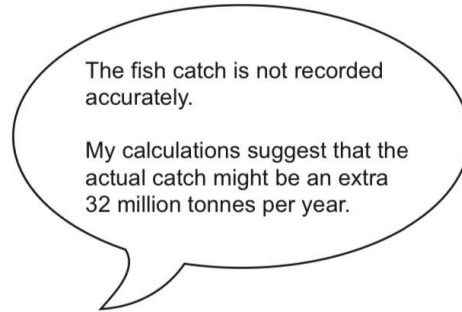 The fish catch is not recorded
accurately.
My calculations suggest that the
actual catch might be an extra
32 million tonnes per year.